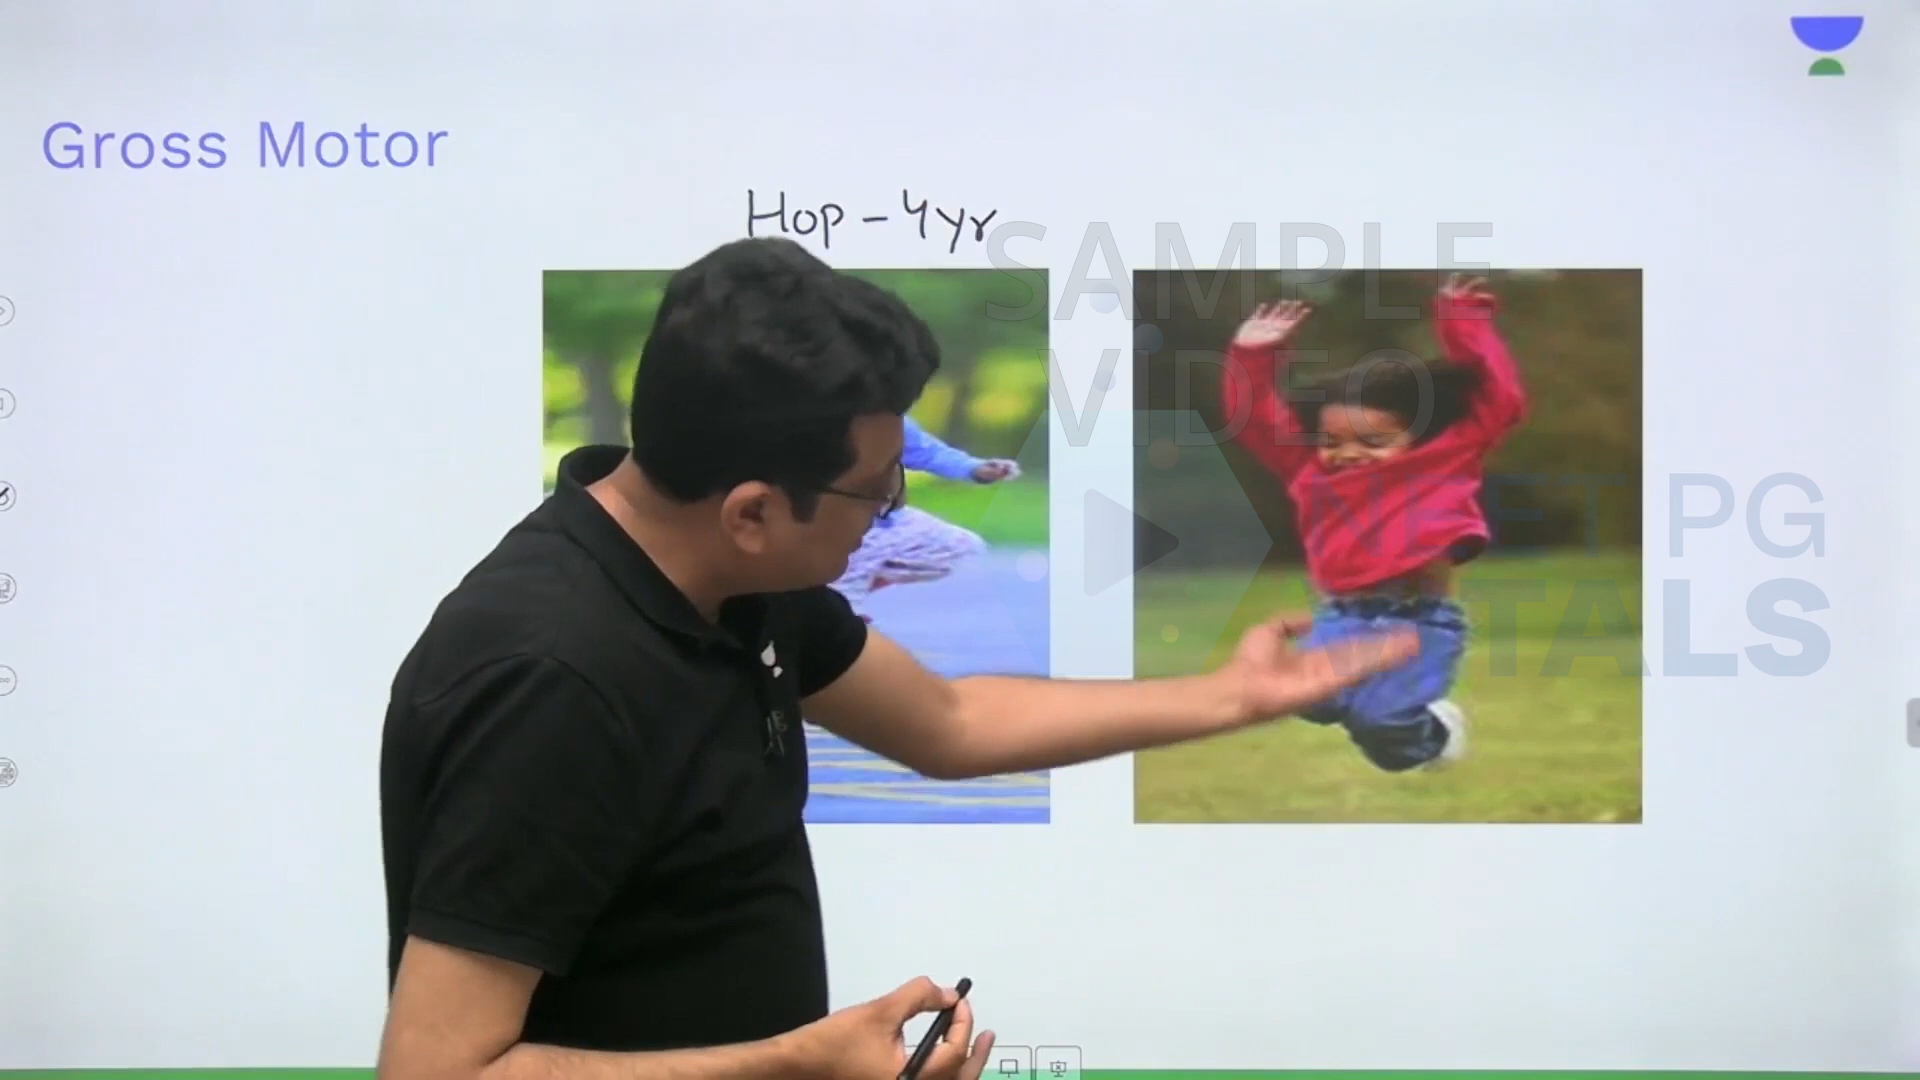 Gross Motor
Hop - 4yr
SAMPLE
VIDEO
NEET PG
VITALS